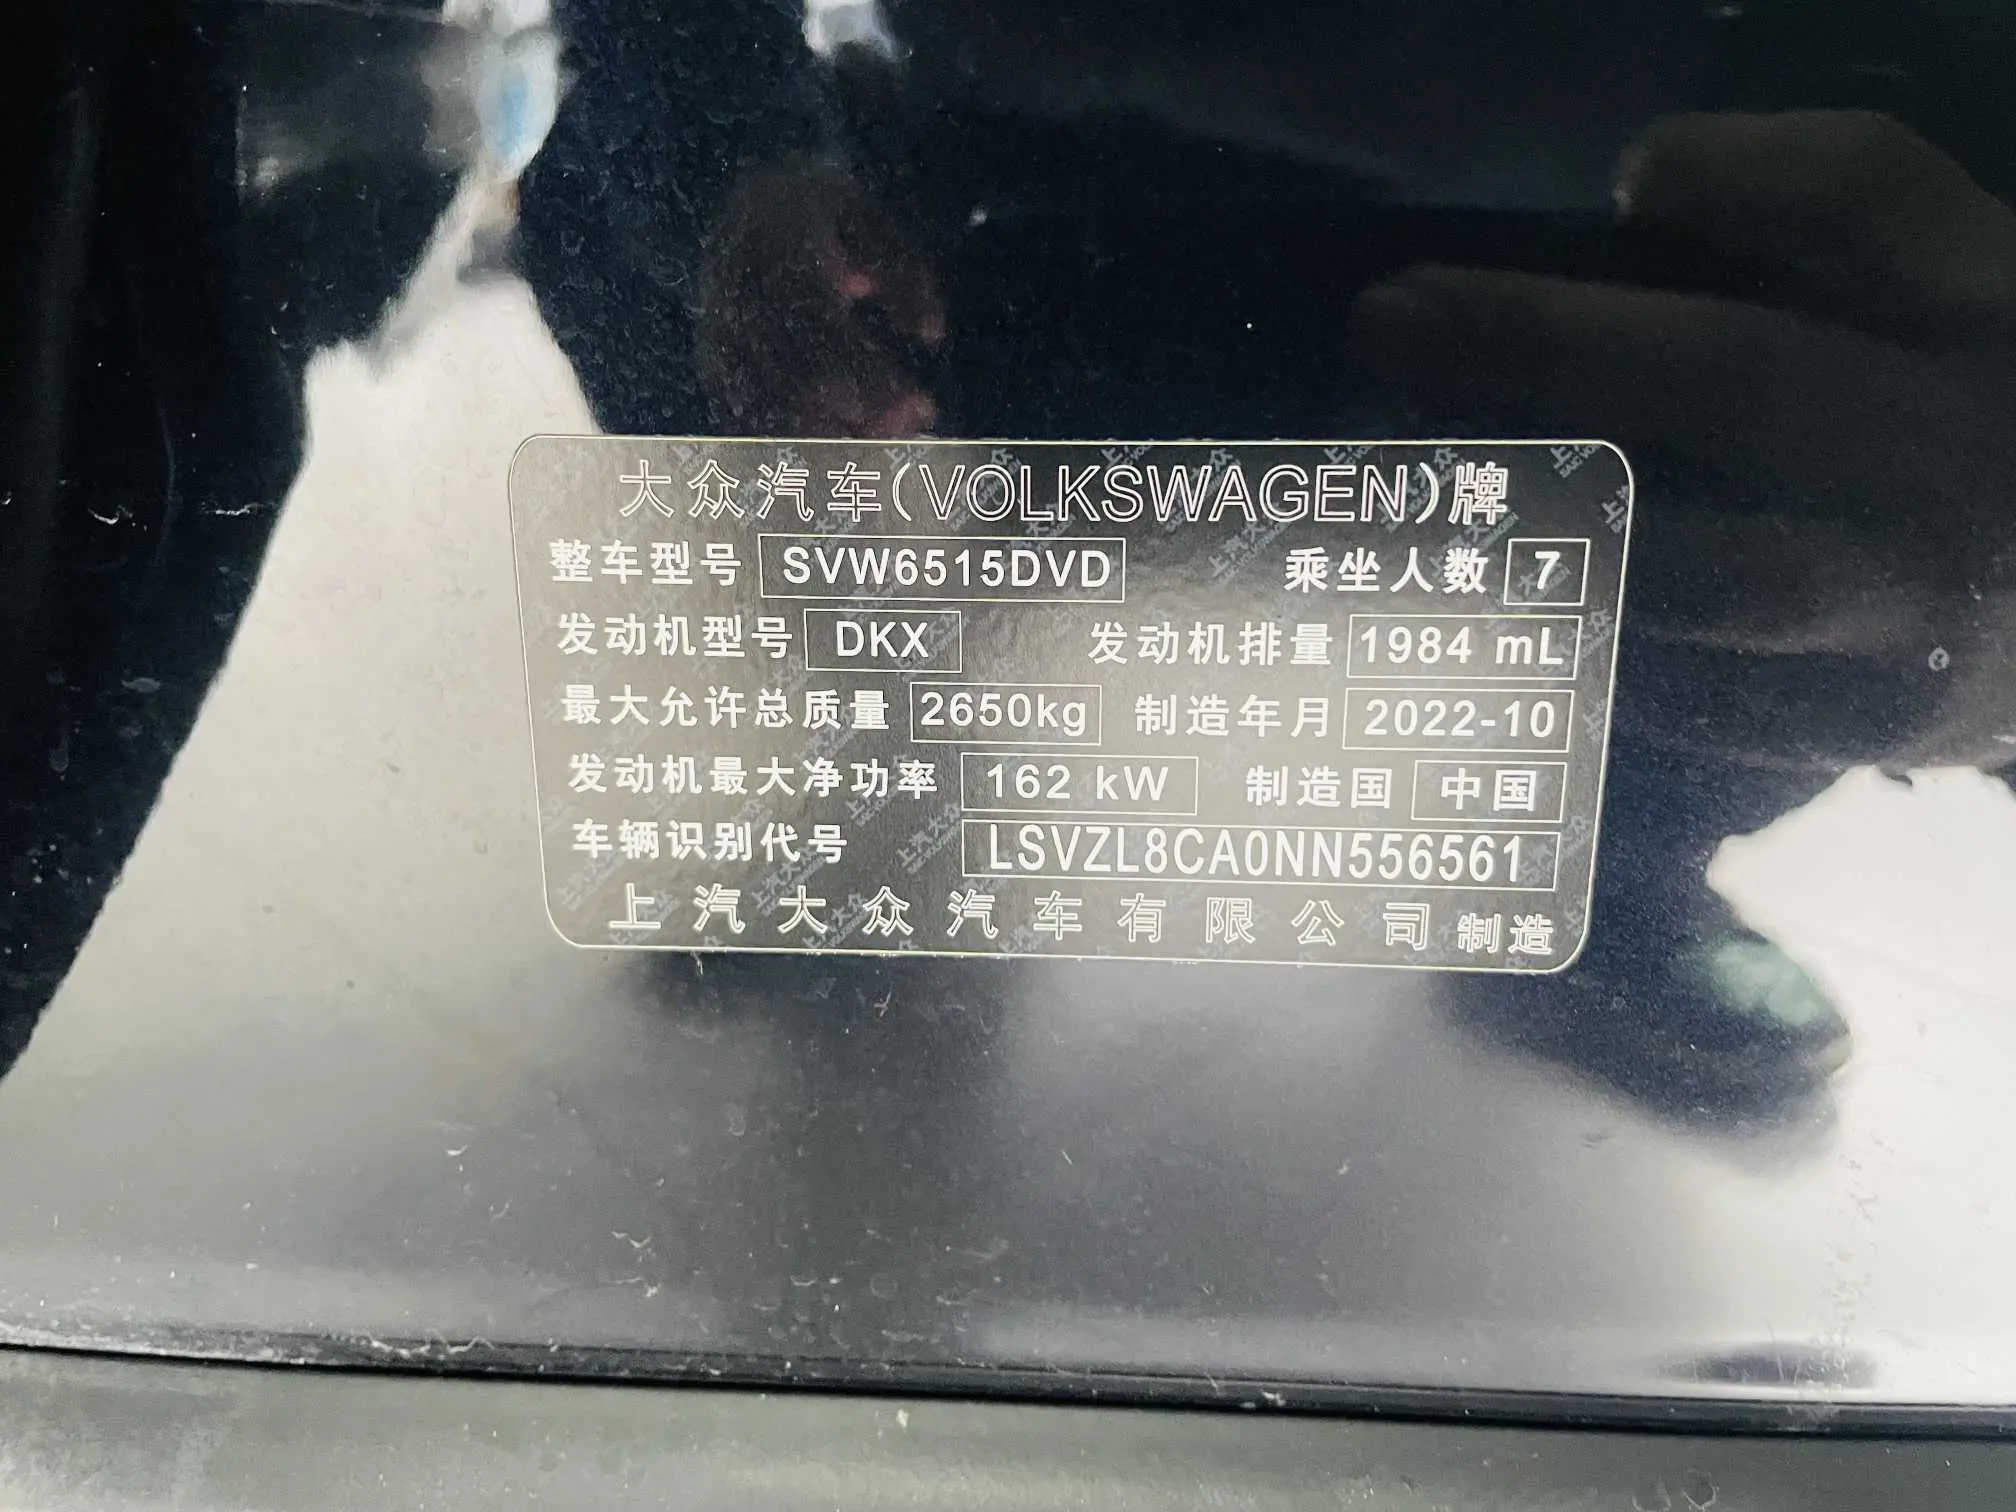 大众汽车(VOLKSWAGEN)牌
整车型号 SVW6515DVD 乘坐人数 7
发动机型号 DKX 发动机排量 1984 mL
最大允许总质量 2650kg 制造年月 2022-10
发动机最大净功率 162 kW 制造国 中国
车辆识别代号 LSVZL8CA0NN556561
上汽大众汽车有限公司 制造